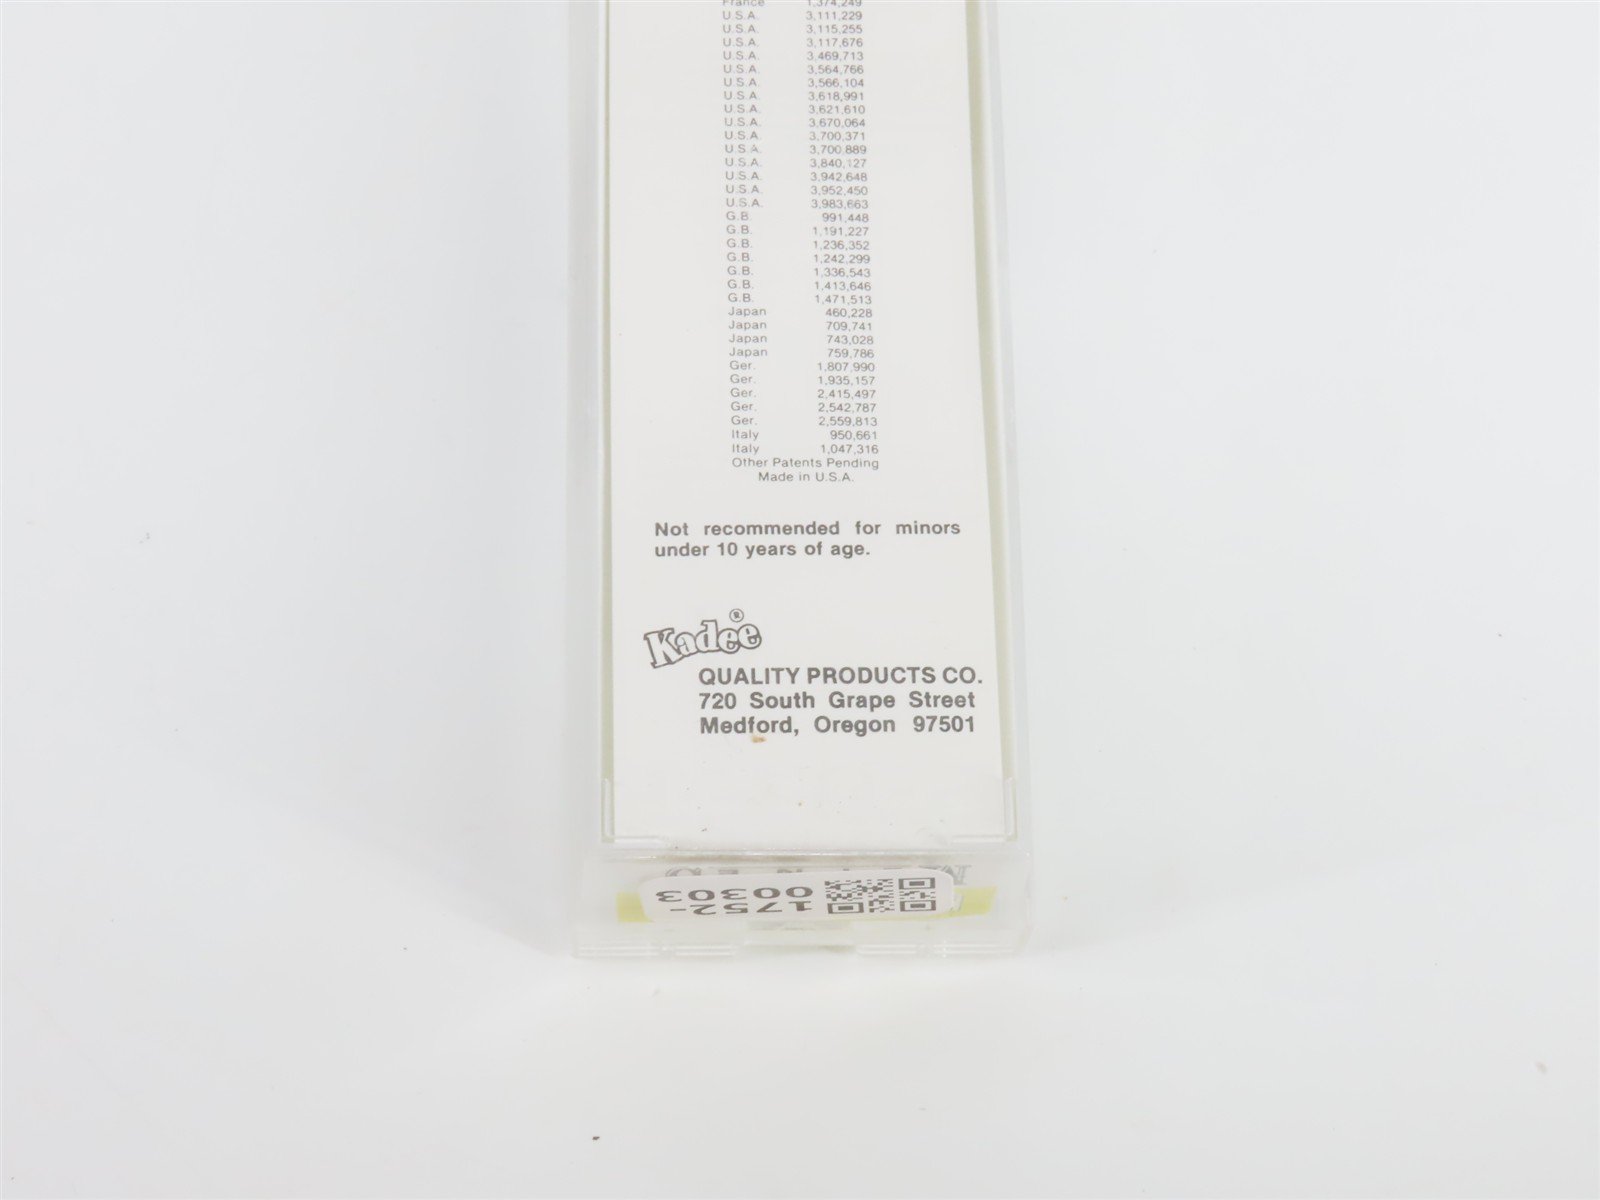 France 1,374,249
U.S.A. 3,111,229
U.S.A. 3,115,255
U.S.A. 3,117,676
U.S.A. 3,469,713
U.S.A. 3,564,766
U.S.A. 3,566,104
U.S.A. 3,618,991
U.S.A. 3,621,610
U.S.A. 3,670,064
U.S.A. 3,700,371
U.S.A. 3,700,889
U.S.A. 3,840,127
U.S.A. 3,942,648
U.S.A. 3,952,450
U.S.A. 3,983,663
G.B. 991,448
G.B. 1,191,227
G.B. 1,236,352
G.B. 1,242,299
G.B. 1,336,543
G.B. 1,413,646
G.B. 1,471,513
Japan 460,228
Japan 709,741
Japan 743,028
Japan 759,786
Ger. 1,807,990
Ger. 1,935,157
Ger. 2,415,497
Ger. 2,542,787
Ger. 2,559,813
Italy 950,661
Italy 1,047,316
Other Patents Pending
Made in U.S.A.
Not recommended for minors
under 10 years of age.
Kadee®
QUALITY PRODUCTS CO.
720 South Grape Street
Medford, Oregon 97501
1752-
00303